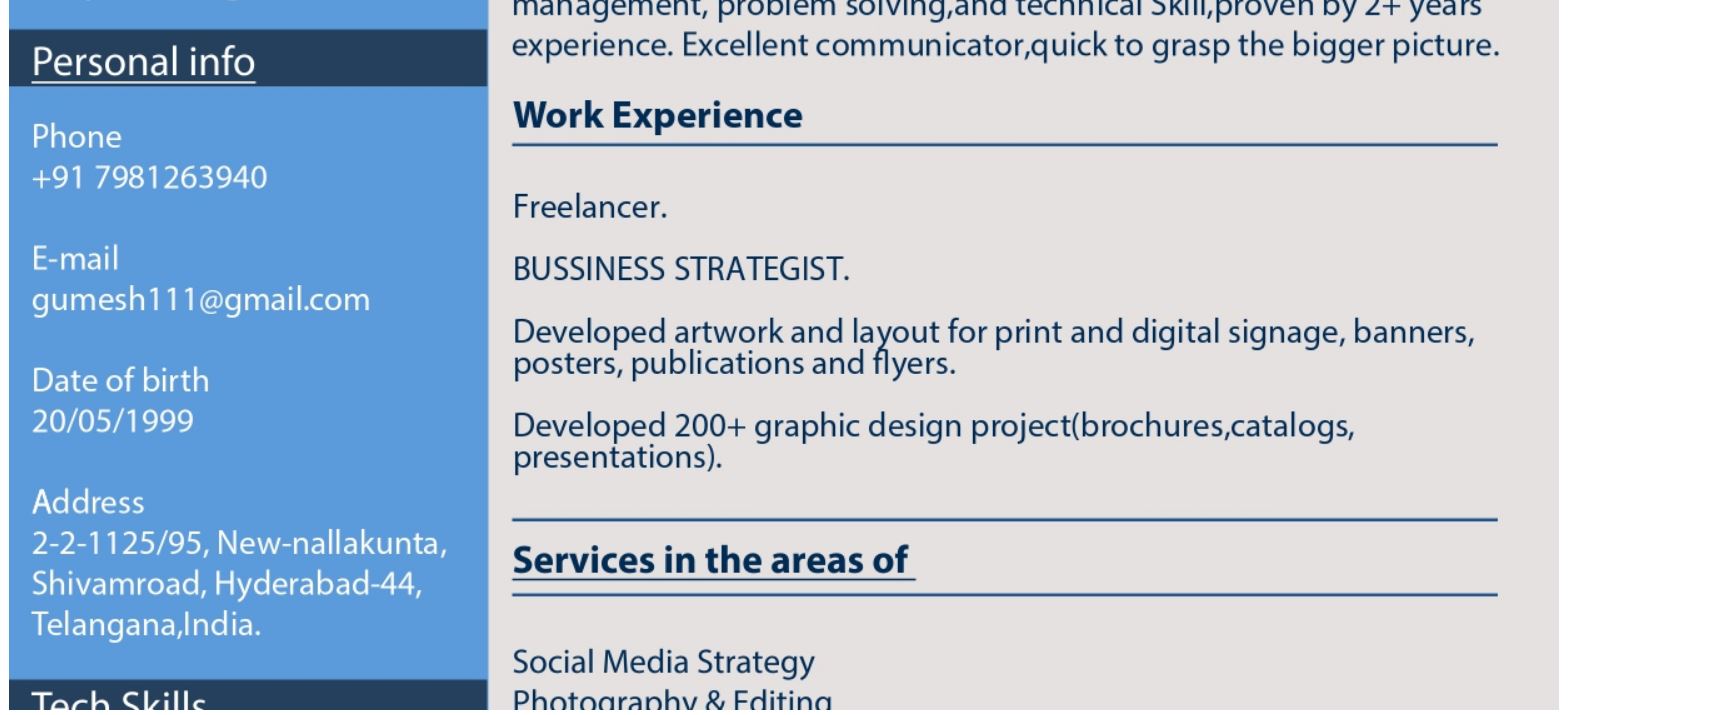 Personal info
Phone
+91 7981263940
E-mail
gumesh111@gmail.com
Date of birth
20/05/1999
Address
2-2-1125/95, New-nallakunta,
Shivamroad, Hyderabad-44,
Telangana,India.
Tech Skills
management, problem solving,and technical Skill,proven by 2+ years
experience. Excellent communicator,quick to grasp the bigger picture.
Work Experience
Freelancer.
BUSSINESS STRATEGIST.
Developed artwork and layout for print and digital signage, banners,
posters, publications and flyers.
Developed 200+ graphic design project(brochures,catalogs,
presentations).
Services in the areas of
Social Media Strategy
Photography & Editing